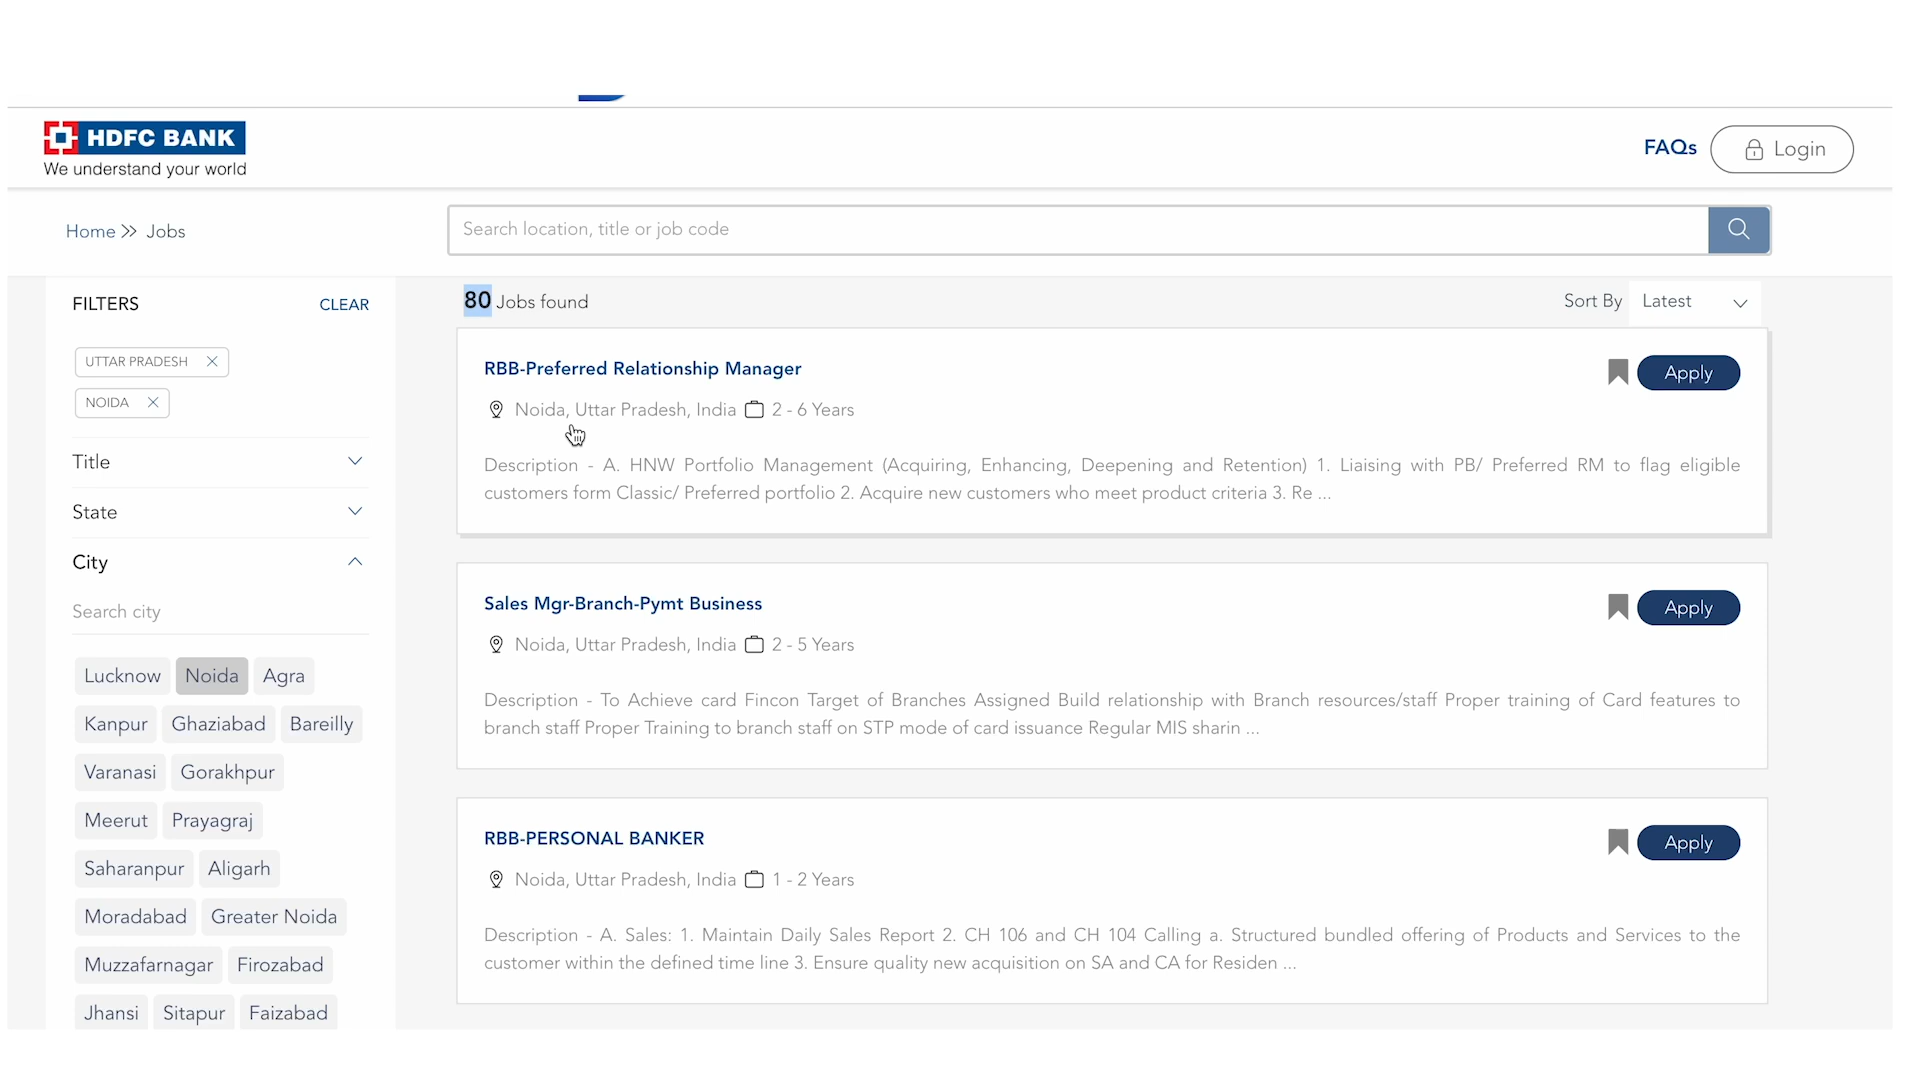 HDFC BANK
We understand your world
FAQs
Login
Home >> Jobs
Search location, title or job code
FILTERS
CLEAR
UTTAR PRADESH
NOIDA
Title
State
City
Search city
Lucknow Noida Agra
Kanpur Ghaziabad Bareilly
Varanasi Gorakhpur
Meerut Prayagraj
Saharanpur Aligarh
Moradabad Greater Noida
Muzzafarnagar Firozabad
Jhansi Sitapur Faizabad
80 Jobs found
Sort By Latest
RBB-Preferred Relationship Manager
Apply
Noida, Uttar Pradesh, India 2 - 6 Years
Description - A. HNW Portfolio Management (Acquiring, Enhancing, Deepening and Retention) 1. Liaising with PB/ Preferred RM to flag eligible
customers form Classic/ Preferred portfolio 2. Acquire new customers who meet product criteria 3. Re ...
Sales Mgr-Branch-Pymt Business
Apply
Noida, Uttar Pradesh, India 2 - 5 Years
Description - To Achieve card Fincon Target of Branches Assigned Build relationship with Branch resources/staff Proper training of Card features to
branch staff Proper Training to branch staff on STP mode of card issuance Regular MIS sharin ...
RBB-PERSONAL BANKER
Apply
Noida, Uttar Pradesh, India 1 - 2 Years
Description - A. Sales: 1. Maintain Daily Sales Report 2. CH 106 and CH 104 Calling a. Structured bundled offering of Products and Services to the
customer within the defined time line 3. Ensure quality new acquisition on SA and CA for Residen ...